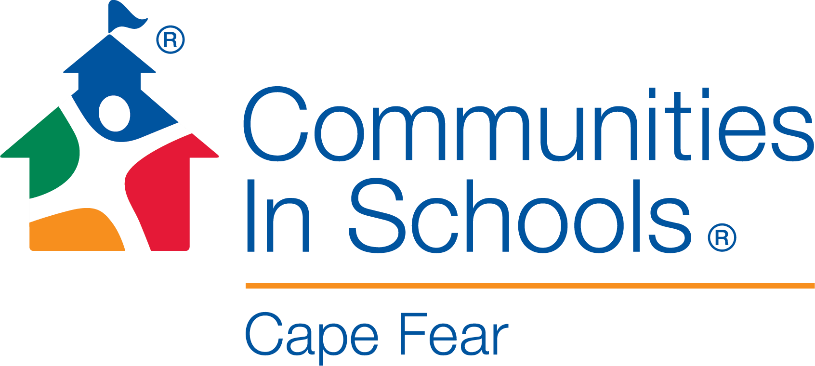 ®
Communities
In Schools®
Cape Fear